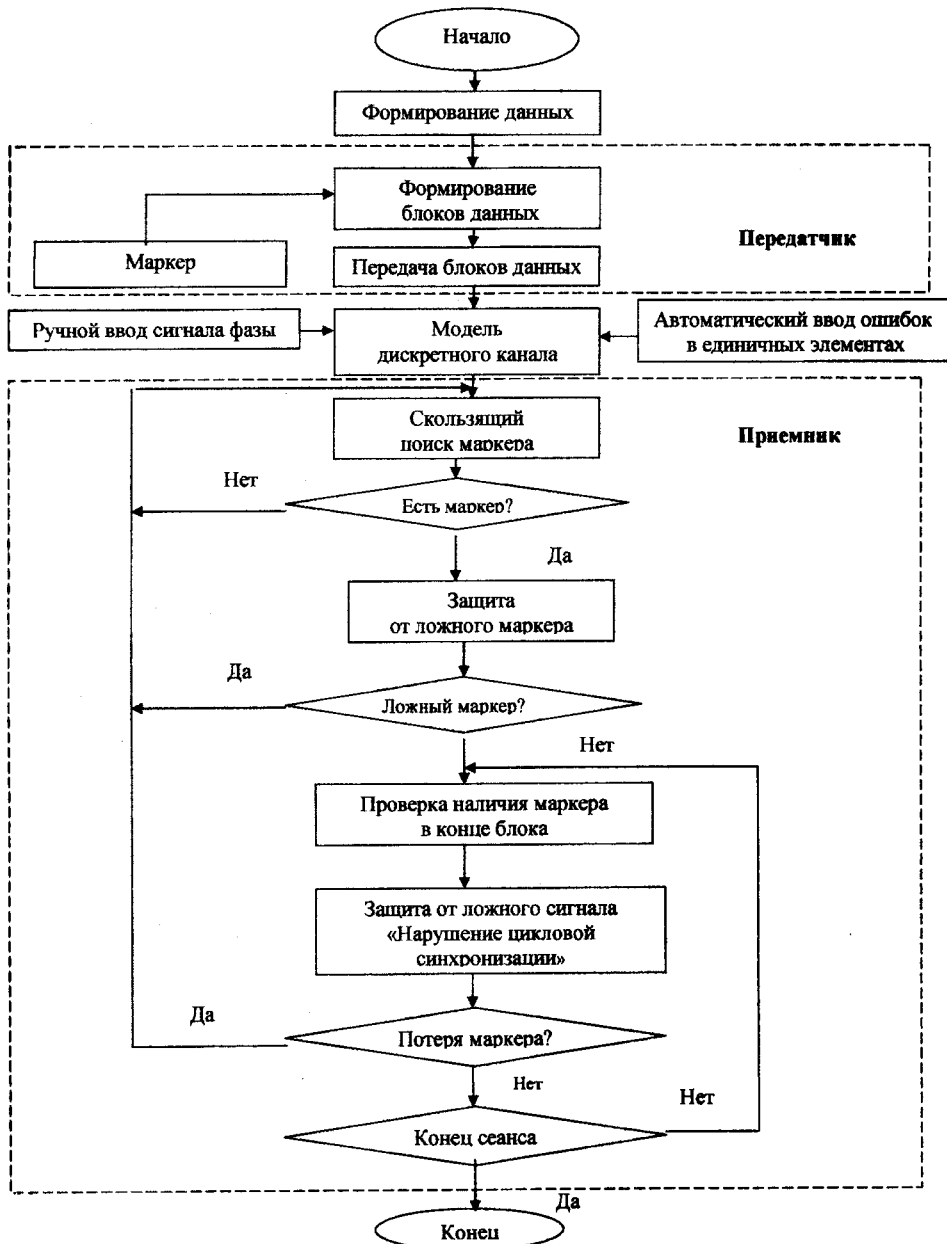 Начало
Формирование данных
Формирование
блоков данных
Передатчик
Маркер
Передача блоков данных
Ручной ввод сигнала фазы
Модель
дискретного канала
Автоматический ввод ошибок
в единичных элементах
Скользящий
поиск маркера
Приемник
Нет
Есть маркер?
Да
Защита
от ложного маркера
Да
Ложный маркер?
Нет
Проверка наличия маркера
в конце блока
Защита от ложного сигнала
«Нарушение цикловой
синхронизации»
Да
Потеря маркера?
Нет
Нет
Конец сеанса
Да
Конец